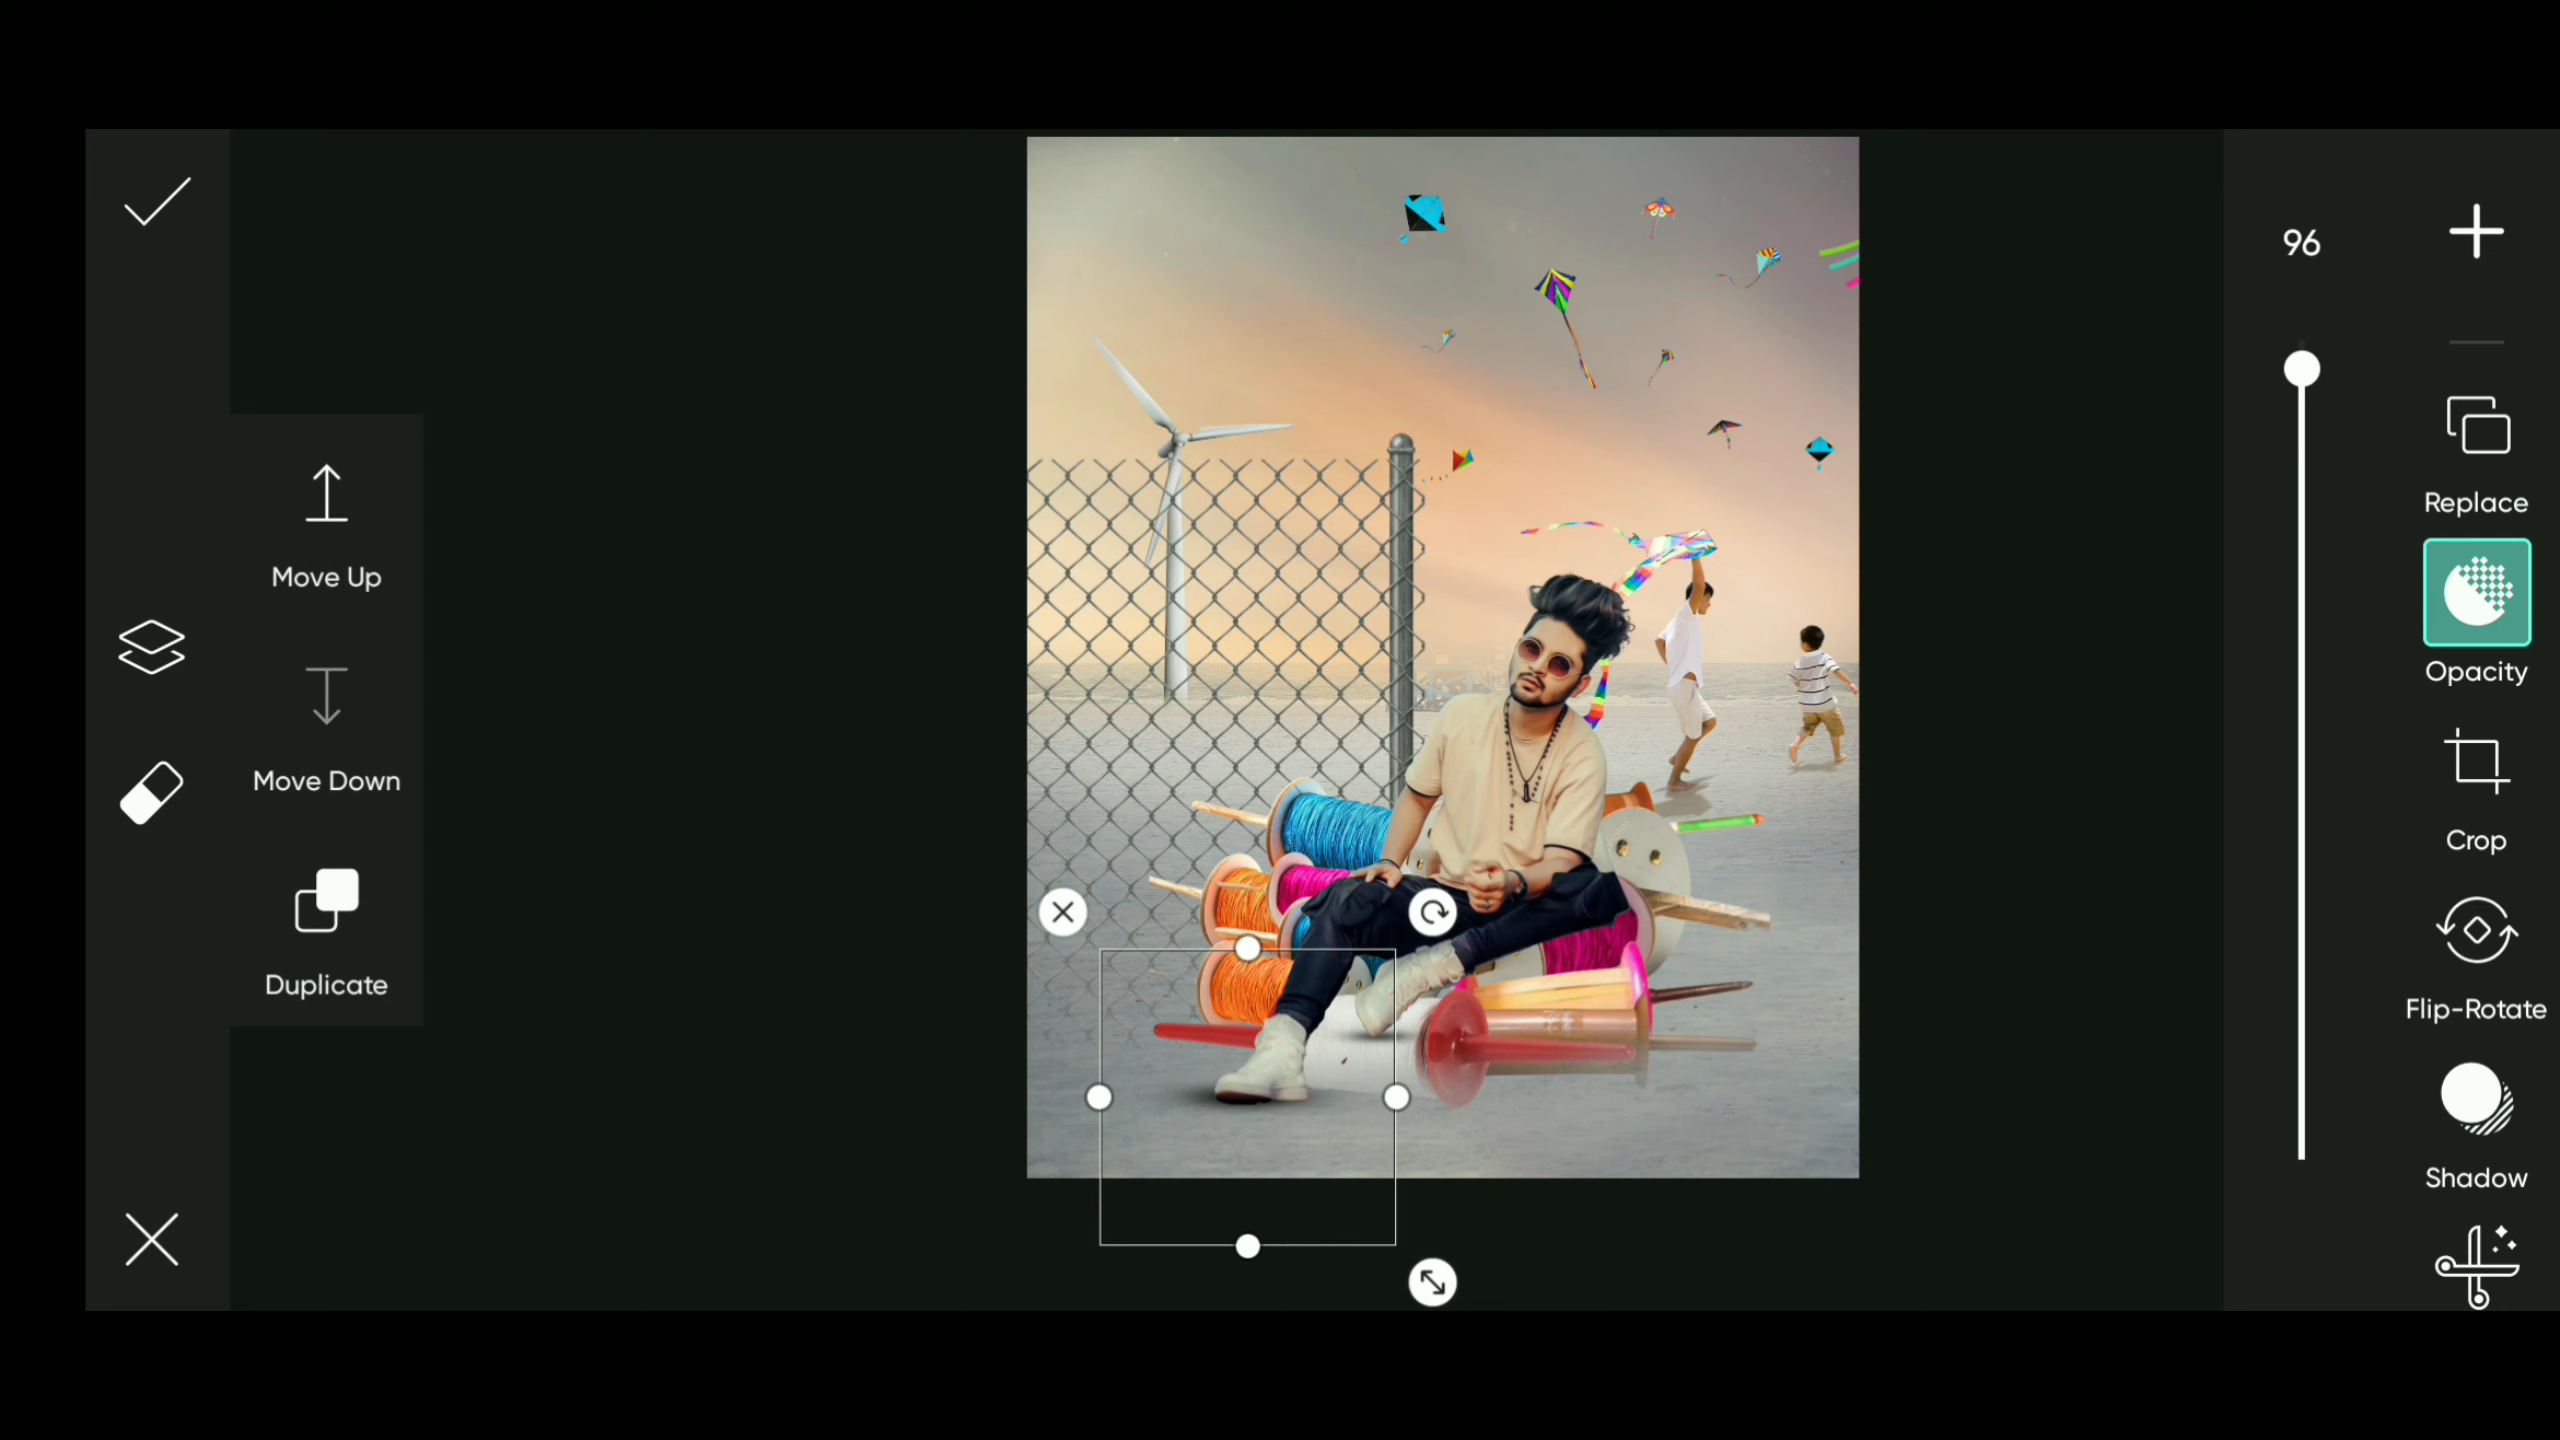 Move Up
Move Down
Duplicate
96
Replace
Opacity
Crop
Flip-Rotate
Shadow